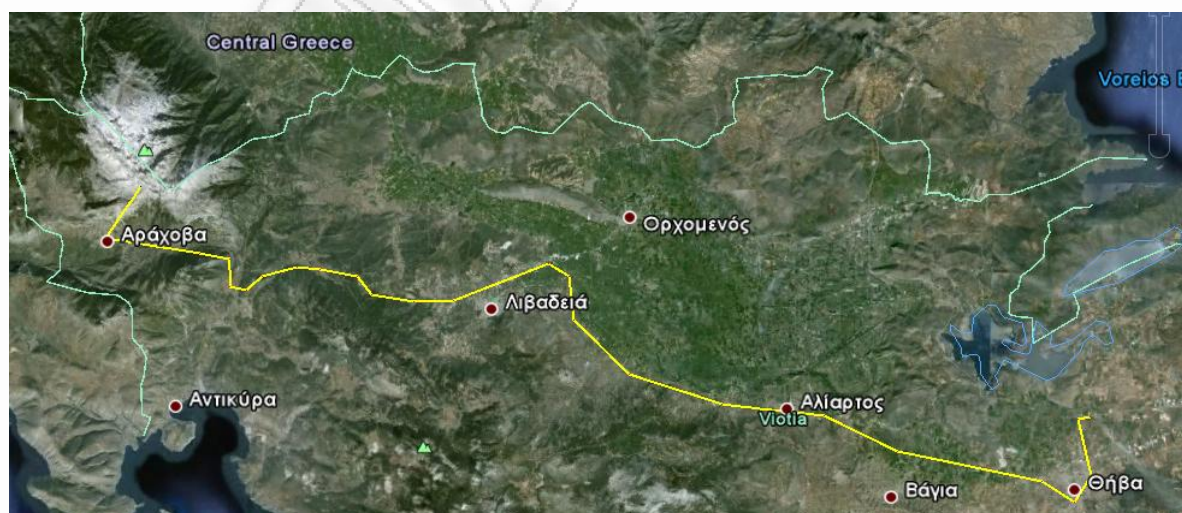 Central Greece
Voreios E
Αράχοβα
Ορχομενός
Λιβαδειά
Αντικύρα
Αλίαρτος
Viotia
Βάγια
Θήβα